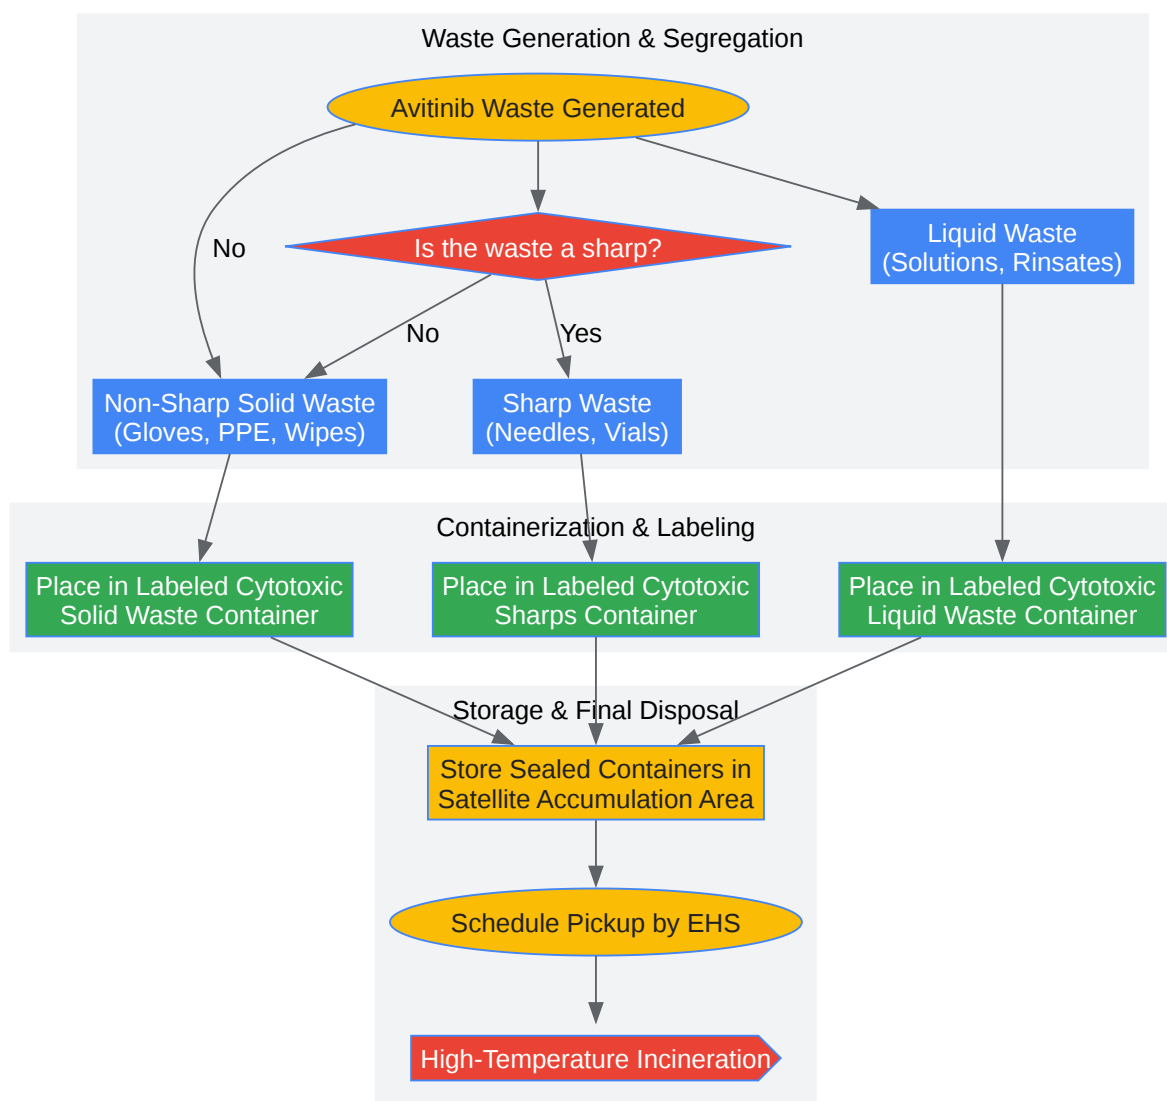 Waste Generation & Segregation
Avitinib Waste Generated
No
Is the waste a sharp?
Liquid Waste
(Solutions, Rinsates)
No
Yes
Non-Sharp Solid Waste
(Gloves, PPE, Wipes)
Sharp Waste
(Needles, Vials)
Containerization & Labeling
Place in Labeled Cytotoxic
Solid Waste Container
Place in Labeled Cytotoxic
Sharps Container
Place in Labeled Cytotoxic
Liquid Waste Container
Storage & Final Disposal
Store Sealed Containers in
Satellite Accumulation Area
Schedule Pickup by EHS
High-Temperature Incineration